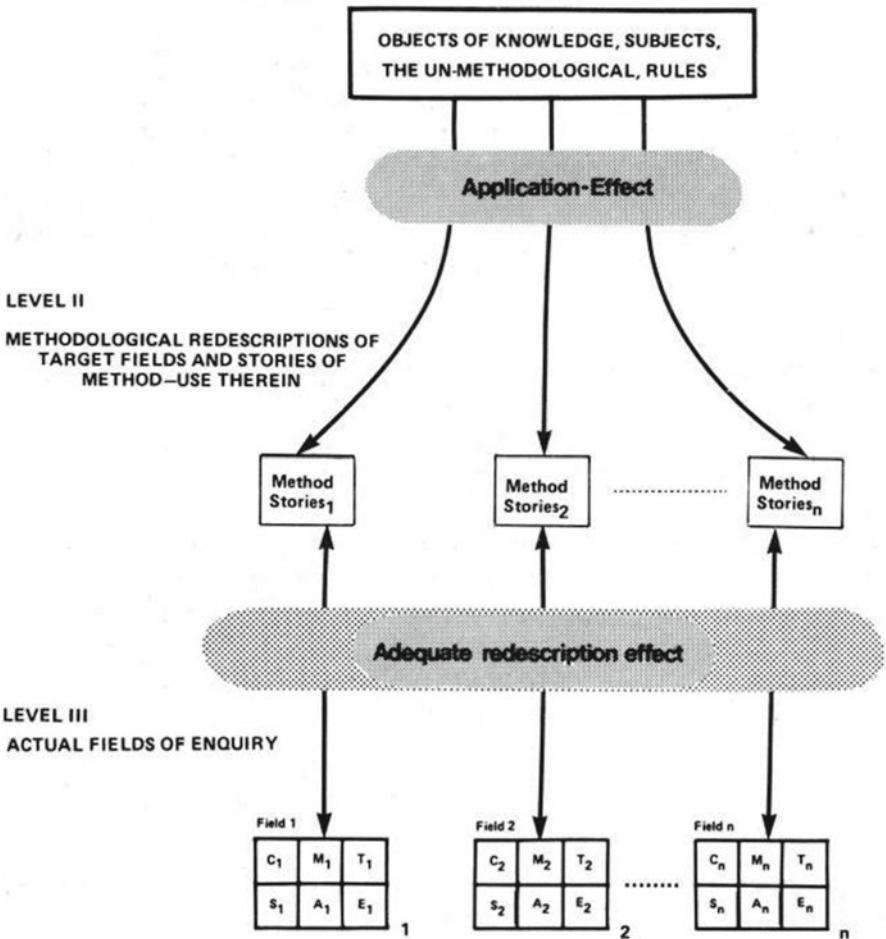 OBJECTS OF KNOWLEDGE, SUBJECTS,
THE UN-METHODOLOGICAL, RULES
Application-Effect
LEVEL II
METHODOLOGICAL REDESCRIPTIONS OF
TARGET FIELDS AND STORIES OF
METHOD—USE THEREIN
Method
Stories1
Method
Stories2
Method
Storiesn
Adequate redescription effect
LEVEL III
ACTUAL FIELDS OF ENQUIRY
Field 1
C1 M1 T1
S1 A1 E1
1
Field 2
C2 M2 T2
S2 A2 E2
2
Field n
Cn Mn Tn
Sn An En
n